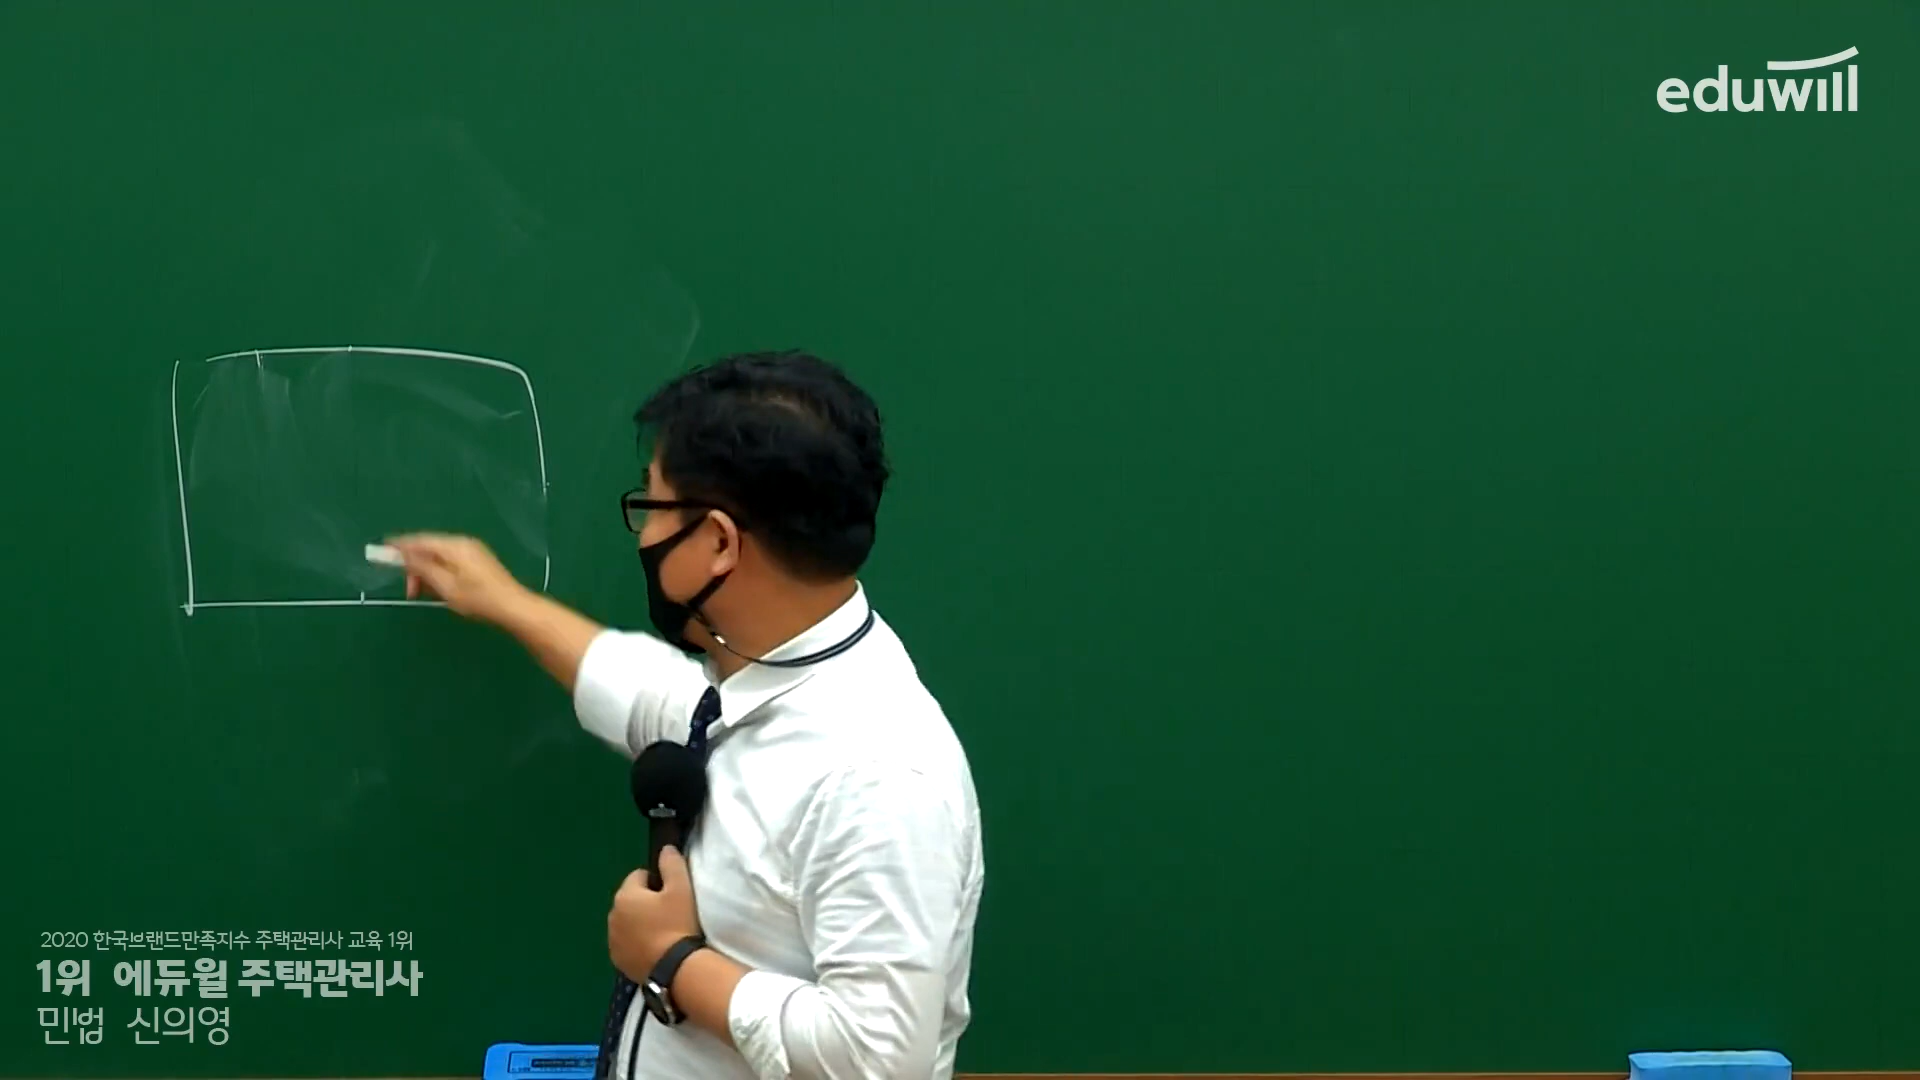 eduwill
2020 한국브랜드만족지수 주택관리사 교육 1위
1위 에듀윌 주택관리사
민법 신의영